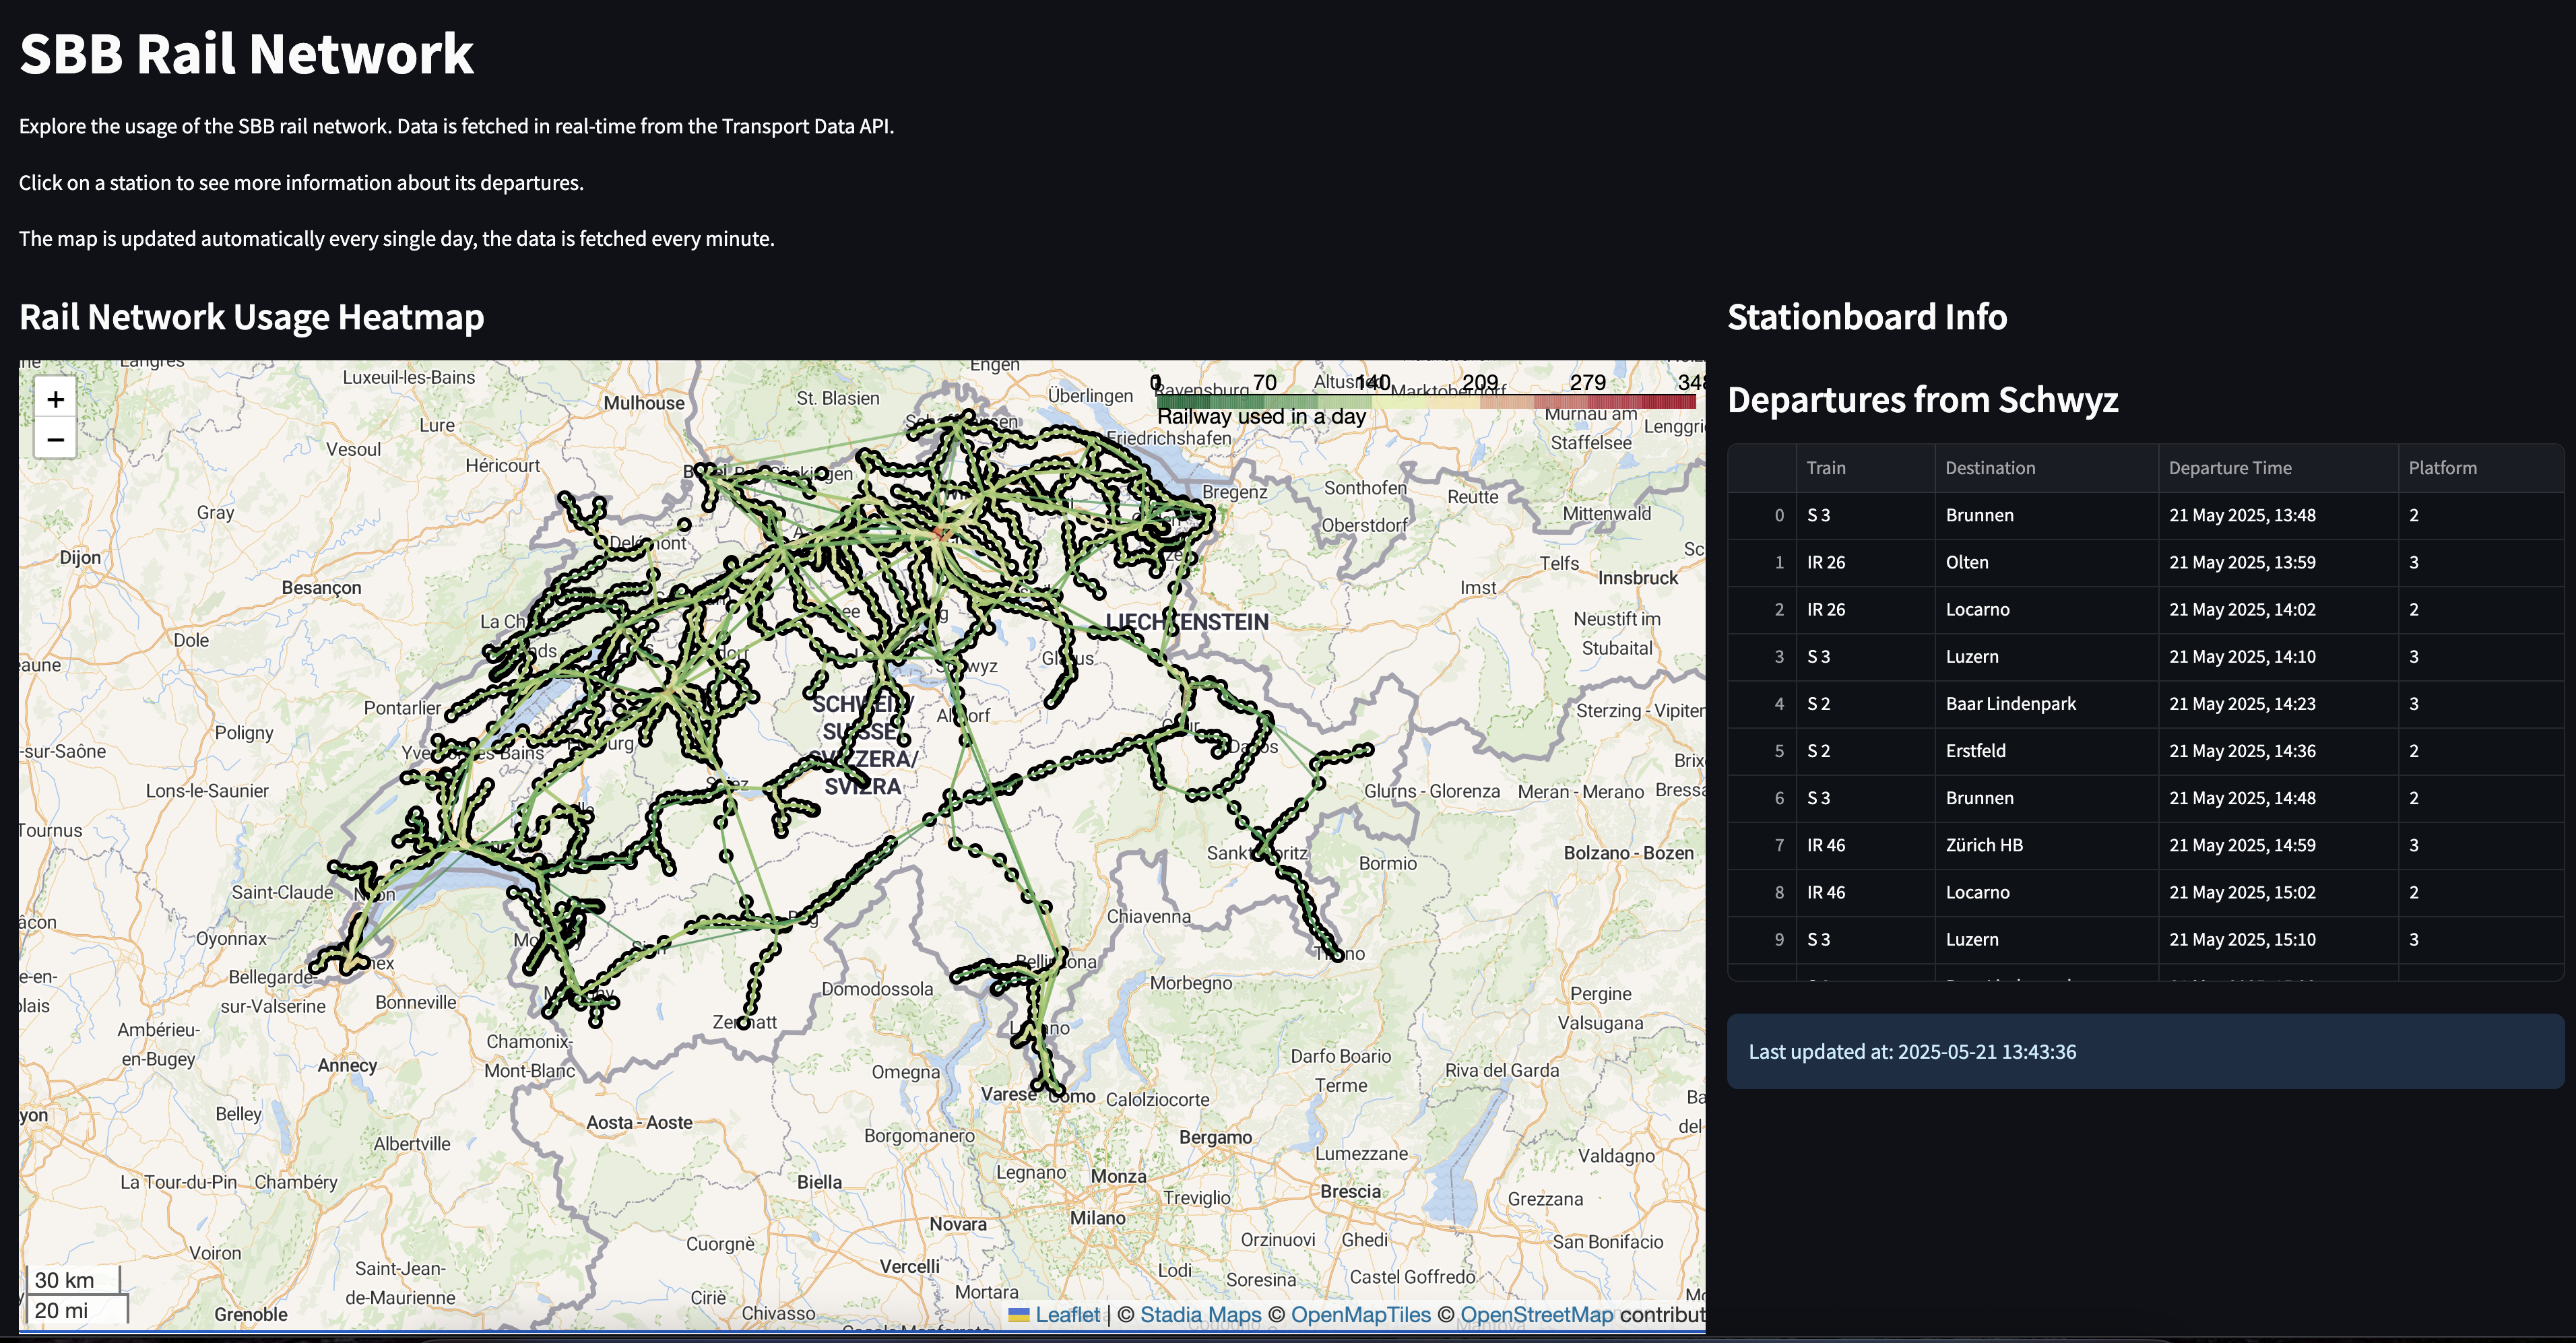 SBB Rail Network
Explore the usage of the SBB rail network. Data is fetched in real-time from the Transport Data API.
Click on a station to see more information about its departures.
The map is updated automatically every single day, the data is fetched every minute.
Rail Network Usage Heatmap
+
−
0 70 140 209 279 348
Railway used in a day
Langres
Luxeuil-les-Bains
Mulhouse
St. Blasien
Engen
Überlingen
Ravensburg
Marktoberdorf
Murnau am
Staffelsee
Lenggri
Lure
Vesoul
Héricourt
Friedrichshafen
Bregenz
Sonthofen
Reutte
Mittenwald
Oberstdorf
Gray
Dijon
Besançon
Telfs
Innsbruck
Imst
LIECHTENSTEIN
Neustift im
Stubaital
Dole
Pontarlier
Poligny
SCHWEIZ/
SUISSE/
SVIZZERA/
SVIZRA
Sterzing - Vipiten
-sur-Saône
Lons-le-Saunier
Tournus
Glurns - Glorenza
Meran - Merano
Bressa
Bormio
Bolzano - Bozen
Saint-Claude
Oyonnax
Chiavenna
Bellegarde-
sur-Valserine
Bonneville
Domodossola
Morbegno
Pergine
Valsugana
Ambérieu-
en-Bugey
Annecy
Chamonix-
Mont-Blanc
Omegna
Darfo Boario
Terme
Riva del Garda
Varese
Como
Calolziocorte
Belley
Albertville
Aosta - Aoste
Borgomanero
Bergamo
Lumezzane
Valdagno
La Tour-du-Pin
Chambéry
Biella
Legnano
Monza
Treviglio
Brescia
Grezzana
Novara
Milano
Voiron
Cuorgnè
Orzinuovi
Ghedi
San Bonifacio
Vercelli
Lodi
Soresina
Castel Goffredo
Saint-Jean-
de-Maurienne
Grenoble
Ciriè
Chivasso
Mortara
30 km
20 mi
Leaflet | © Stadia Maps © OpenMapTiles © OpenStreetMap contribut
Stationboard Info
Departures from Schwyz
Train Destination Departure Time Platform
0 S 3 Brunnen 21 May 2025, 13:48 2
1 IR 26 Olten 21 May 2025, 13:59 3
2 IR 26 Locarno 21 May 2025, 14:02 2
3 S 3 Luzern 21 May 2025, 14:10 3
4 S 2 Baar Lindenpark 21 May 2025, 14:23 3
5 S 2 Erstfeld 21 May 2025, 14:36 2
6 S 3 Brunnen 21 May 2025, 14:48 2
7 IR 46 Zürich HB 21 May 2025, 14:59 3
8 IR 46 Locarno 21 May 2025, 15:02 2
9 S 3 Luzern 21 May 2025, 15:10 3
Last updated at: 2025-05-21 13:43:36